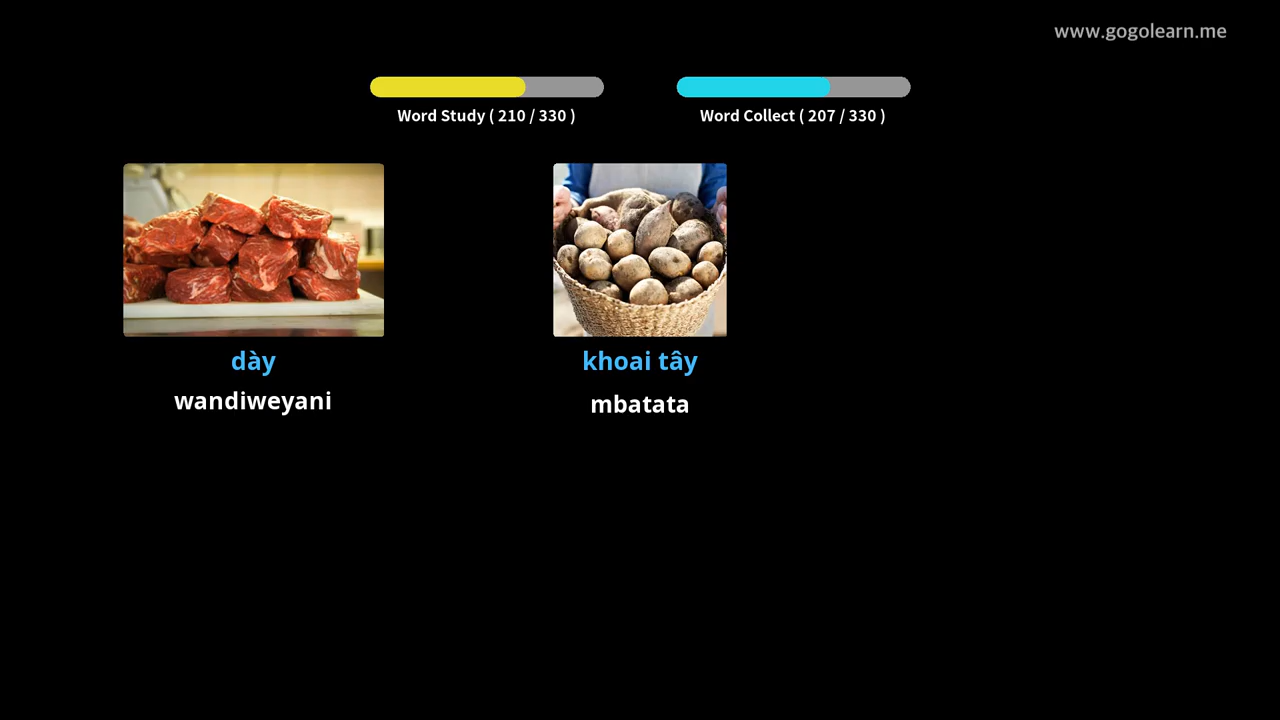 www.gogolearn.me
Word Study ( 210 / 330 )
Word Collect ( 207 / 330 )
dày
wandiweyani
khoai tây
mbatata